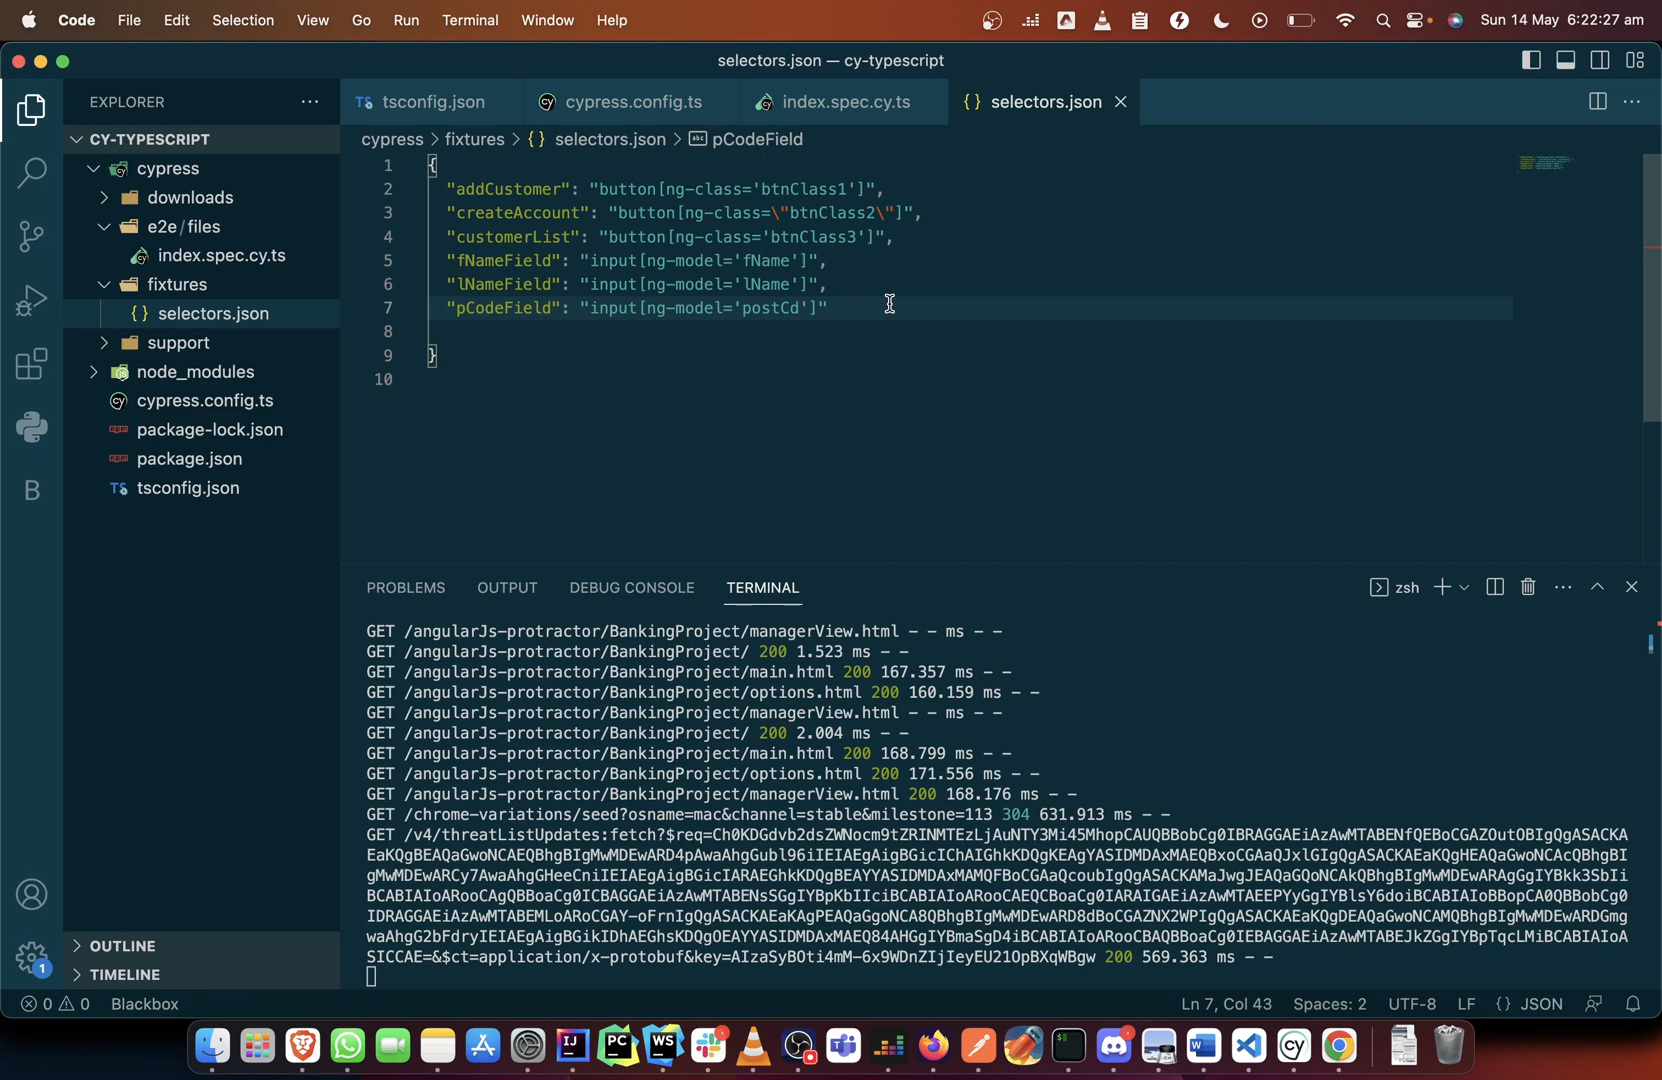 Code File Edit Selection View Go Run Terminal Window Help Sun 14 May 6:22:27 am
selectors.json — cy-typescript
EXPLORER
tsconfig.json cypress.config.ts index.spec.cy.ts {} selectors.json
CY-TYPESCRIPT
cypress > fixtures > {} selectors.json > abc pCodeField
cypress
downloads
e2e/files
index.spec.cy.ts
fixtures
{} selectors.json
support
node_modules
cypress.config.ts
package-lock.json
package.json
TS tsconfig.json
OUTLINE
TIMELINE
1 {
2 "addCustomer": "button[ng-class='btnClass1']",
3 "createAccount": "button[ng-class=\"btnClass2\"]",
4 "customerList": "button[ng-class='btnClass3']",
5 "fNameField": "input[ng-model='fName']",
6 "lNameField": "input[ng-model='lName']",
7 "pCodeField": "input[ng-model='postCd']"
8
9 }
10
PROBLEMS OUTPUT DEBUG CONSOLE TERMINAL zsh
GET /angularJs-protractor/BankingProject/managerView.html - - ms - -
GET /angularJs-protractor/BankingProject/ 200 1.523 ms - -
GET /angularJs-protractor/BankingProject/main.html 200 167.357 ms - -
GET /angularJs-protractor/BankingProject/options.html 200 160.159 ms - -
GET /angularJs-protractor/BankingProject/managerView.html - - ms - -
GET /angularJs-protractor/BankingProject/ 200 2.004 ms - -
GET /angularJs-protractor/BankingProject/main.html 200 168.799 ms - -
GET /angularJs-protractor/BankingProject/options.html 200 171.556 ms - -
GET /angularJs-protractor/BankingProject/managerView.html 200 168.176 ms - -
GET /chrome-variations/seed?osname=mac&channel=stable&milestone=113 304 631.913 ms - -
GET
200 569.363 ms - -
1
0 0 Blackbox Ln 7, Col 43 Spaces: 2 UTF-8 LF {} JSON